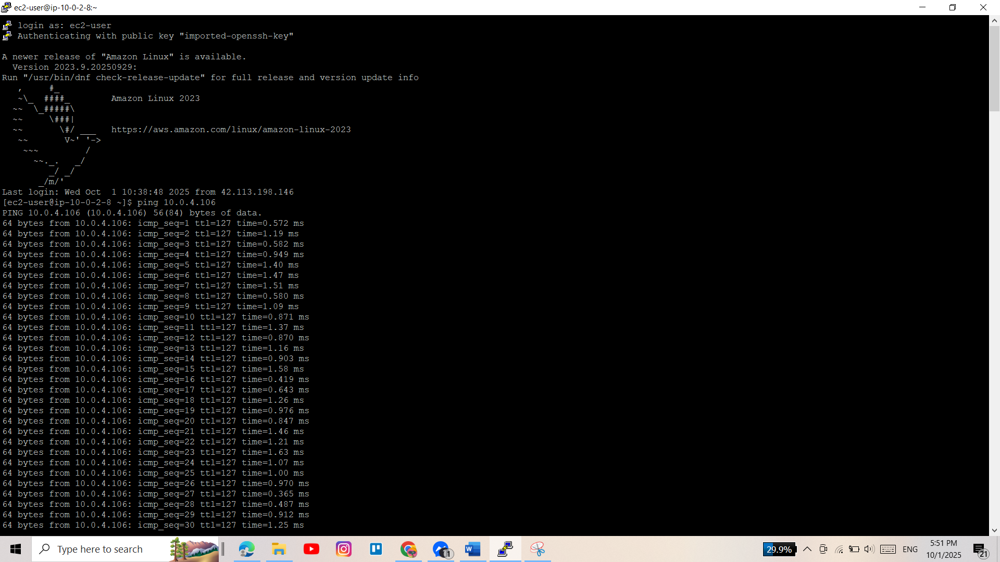 ec2-user@ip-10-0-2-8:~
login as: ec2-user
Authenticating with public key "imported-openssh-key"
A newer release of "Amazon Linux" is available.
  Version 2023.9.20250929:
Run "/usr/bin/dnf check-release-update" for full release and version update info
   ,     #_
   ~\_  ####_        Amazon Linux 2023
  ~~  \_#####\
  ~~     \###|
  ~~       \#/ ___   https://aws.amazon.com/linux/amazon-linux-2023
   ~~       V~' '->
    ~~~         /
      ~~._.   _/
         _/ _/
       _/m/'
Last login: Wed Oct  1 10:38:48 2025 from 42.113.198.146
[ec2-user@ip-10-0-2-8 ~]$ ping 10.0.4.106
PING 10.0.4.106 (10.0.4.106) 56(84) bytes of data.
64 bytes from 10.0.4.106: icmp_seq=1 ttl=127 time=0.572 ms
64 bytes from 10.0.4.106: icmp_seq=2 ttl=127 time=1.19 ms
64 bytes from 10.0.4.106: icmp_seq=3 ttl=127 time=0.582 ms
64 bytes from 10.0.4.106: icmp_seq=4 ttl=127 time=0.949 ms
64 bytes from 10.0.4.106: icmp_seq=5 ttl=127 time=1.40 ms
64 bytes from 10.0.4.106: icmp_seq=6 ttl=127 time=1.47 ms
64 bytes from 10.0.4.106: icmp_seq=7 ttl=127 time=1.51 ms
64 bytes from 10.0.4.106: icmp_seq=8 ttl=127 time=0.580 ms
64 bytes from 10.0.4.106: icmp_seq=9 ttl=127 time=1.09 ms
64 bytes from 10.0.4.106: icmp_seq=10 ttl=127 time=0.871 ms
64 bytes from 10.0.4.106: icmp_seq=11 ttl=127 time=1.37 ms
64 bytes from 10.0.4.106: icmp_seq=12 ttl=127 time=0.870 ms
64 bytes from 10.0.4.106: icmp_seq=13 ttl=127 time=1.16 ms
64 bytes from 10.0.4.106: icmp_seq=14 ttl=127 time=0.903 ms
64 bytes from 10.0.4.106: icmp_seq=15 ttl=127 time=1.58 ms
64 bytes from 10.0.4.106: icmp_seq=16 ttl=127 time=0.419 ms
64 bytes from 10.0.4.106: icmp_seq=17 ttl=127 time=0.643 ms
64 bytes from 10.0.4.106: icmp_seq=18 ttl=127 time=1.26 ms
64 bytes from 10.0.4.106: icmp_seq=19 ttl=127 time=0.976 ms
64 bytes from 10.0.4.106: icmp_seq=20 ttl=127 time=0.847 ms
64 bytes from 10.0.4.106: icmp_seq=21 ttl=127 time=1.46 ms
64 bytes from 10.0.4.106: icmp_seq=22 ttl=127 time=1.21 ms
64 bytes from 10.0.4.106: icmp_seq=23 ttl=127 time=1.63 ms
64 bytes from 10.0.4.106: icmp_seq=24 ttl=127 time=1.07 ms
64 bytes from 10.0.4.106: icmp_seq=25 ttl=127 time=1.00 ms
64 bytes from 10.0.4.106: icmp_seq=26 ttl=127 time=0.970 ms
64 bytes from 10.0.4.106: icmp_seq=27 ttl=127 time=0.365 ms
64 bytes from 10.0.4.106: icmp_seq=28 ttl=127 time=0.487 ms
64 bytes from 10.0.4.106: icmp_seq=29 ttl=127 time=0.912 ms
64 bytes from 10.0.4.106: icmp_seq=30 ttl=127 time=1.25 ms
Type here to search
1
W
29.9%
ENG
5:51 PM
10/1/2025
21